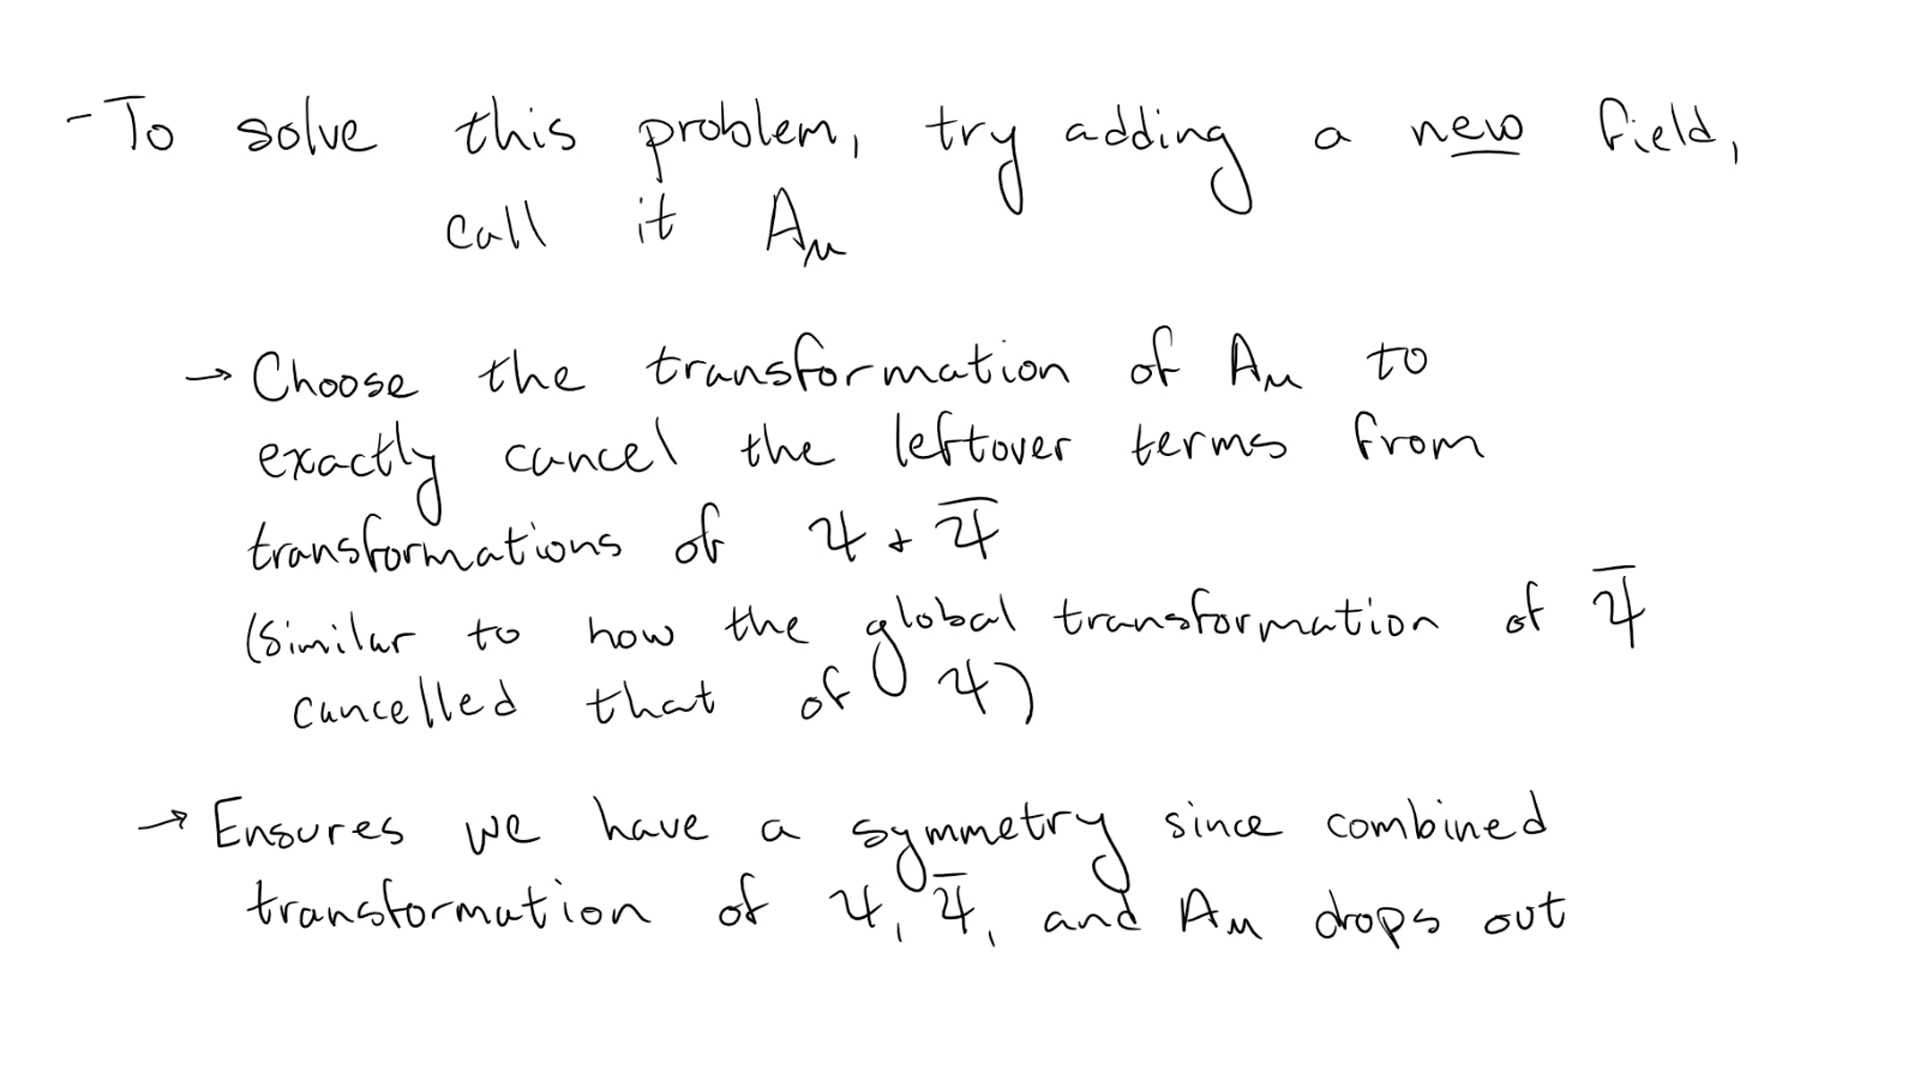 - To solve this problem, try adding a new field,
call it Aμ
→ Choose the transformation of Aμ to
exactly cancel the leftover terms from
transformations of ψ + ψ̄
(Similar to how the global transformation of ψ̄
cancelled that of ψ)
→ Ensures we have a symmetry since combined
transformation of ψ, ψ̄, and Aμ drops out